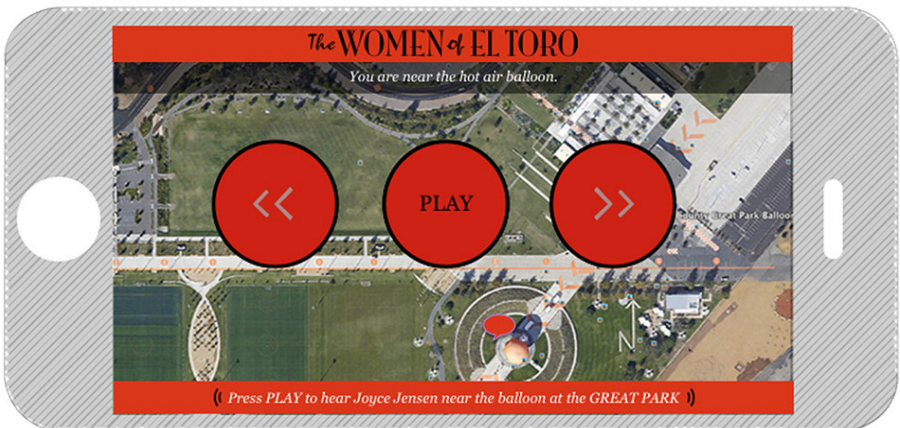 The WOMEN of EL TORO
You are near the hot air balloon.
<<
PLAY
>>
County Great Park Balloon
N
(( Press PLAY to hear Joyce Jensen near the balloon at the GREAT PARK ))